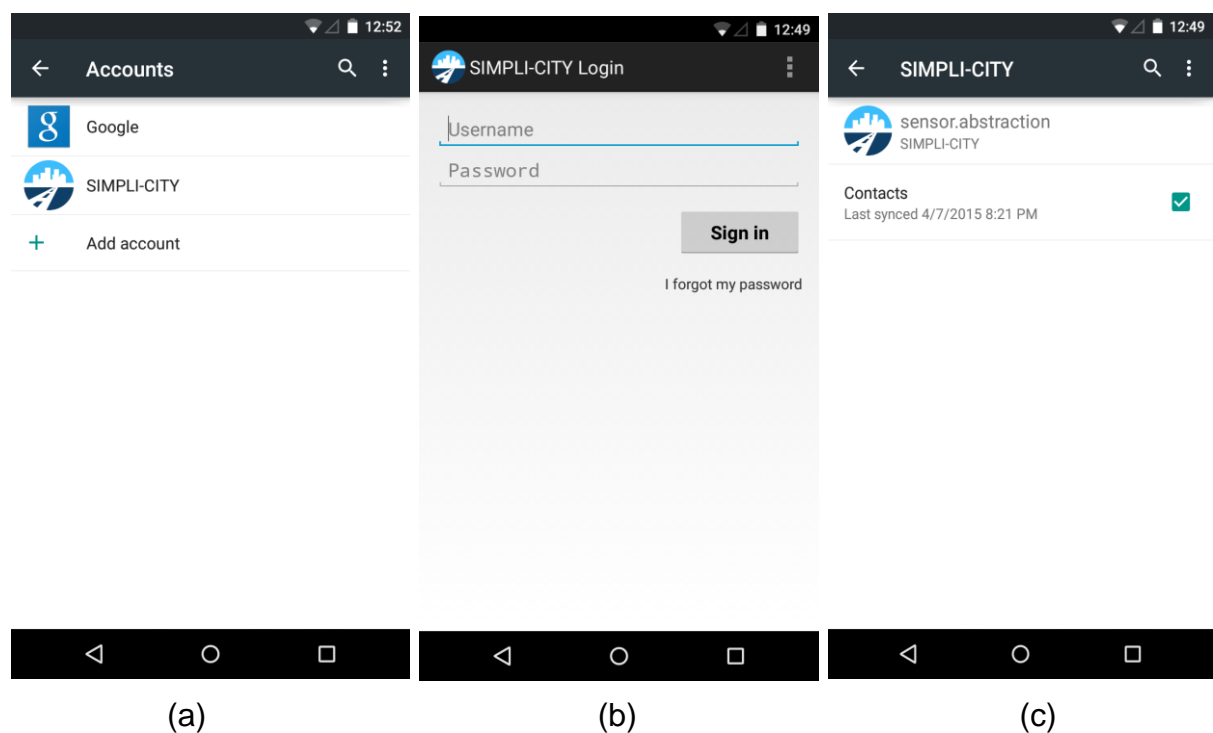 12:52
Accounts
Google
SIMPLI-CITY
Add account
(a)
12:49
SIMPLI-CITY Login
Username
Password
Sign in
I forgot my password
(b)
12:49
SIMPLI-CITY
sensor.abstraction
SIMPLI-CITY
Contacts
Last synced 4/7/2015 8:21 PM
(c)